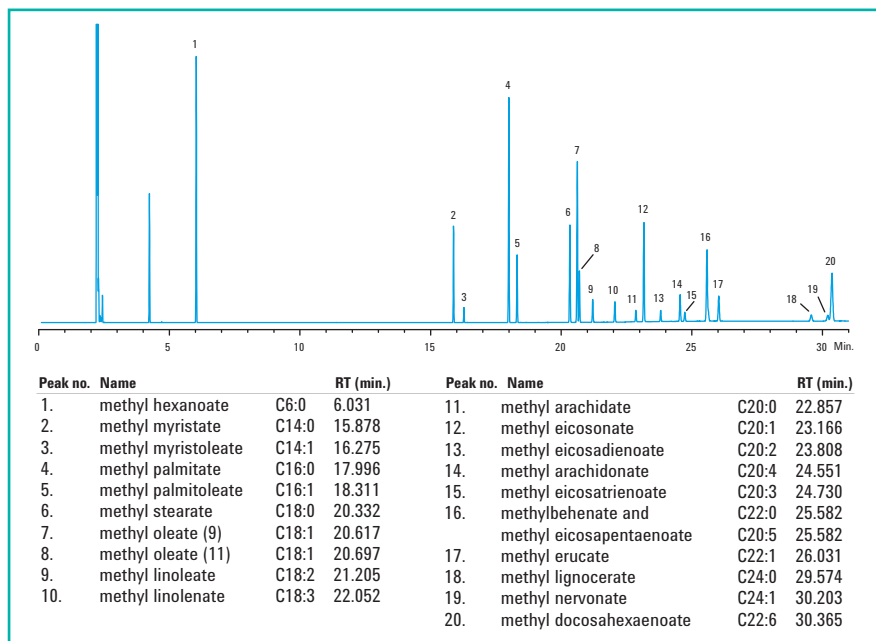 1
4
7
12
2
6
16
8
5
20
14
17
19
9
10
15
3
11
13
18
0 5 10 15 20 25 30 Min.
Peak no. Name RT (min.)
1. methyl hexanoate C6:0 6.031
2. methyl myristate C14:0 15.878
3. methyl myristoleate C14:1 16.275
4. methyl palmitate C16:0 17.996
5. methyl palmitoleate C16:1 18.311
6. methyl stearate C18:0 20.332
7. methyl oleate (9) C18:1 20.617
8. methyl oleate (11) C18:1 20.697
9. methyl linoleate C18:2 21.205
10. methyl linolenate C18:3 22.052
Peak no. Name RT (min.)
11. methyl arachidate C20:0 22.857
12. methyl eicosonate C20:1 23.166
13. methyl eicosadienoate C20:2 23.808
14. methyl arachidonate C20:4 24.551
15. methyl eicosatrienoate C20:3 24.730
16. methylbehenate and C22:0 25.582
methyl eicosapentaenoate C20:5 25.582
17. methyl erucate C22:1 26.031
18. methyl lignocerate C24:0 29.574
19. methyl nervonate C24:1 30.203
20. methyl docosahexaenoate C22:6 30.365